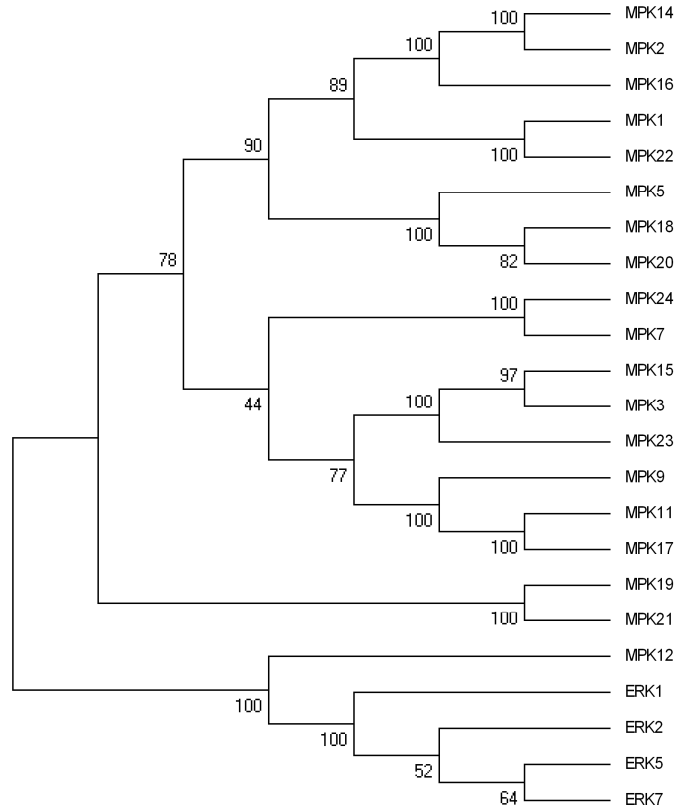 100 MPK14
100 MPK2
89 MPK16
MPK1
90 100 MPK22
MPK5
100 MPK18
78 82 MPK20
100 MPK24
MPK7
44 97 MPK15
100 MPK3
MPK23
77 MPK9
100 MPK11
100 MPK17
MPK19
100 MPK21
MPK12
100 ERK1
100 ERK2
52 ERK5
64 ERK7